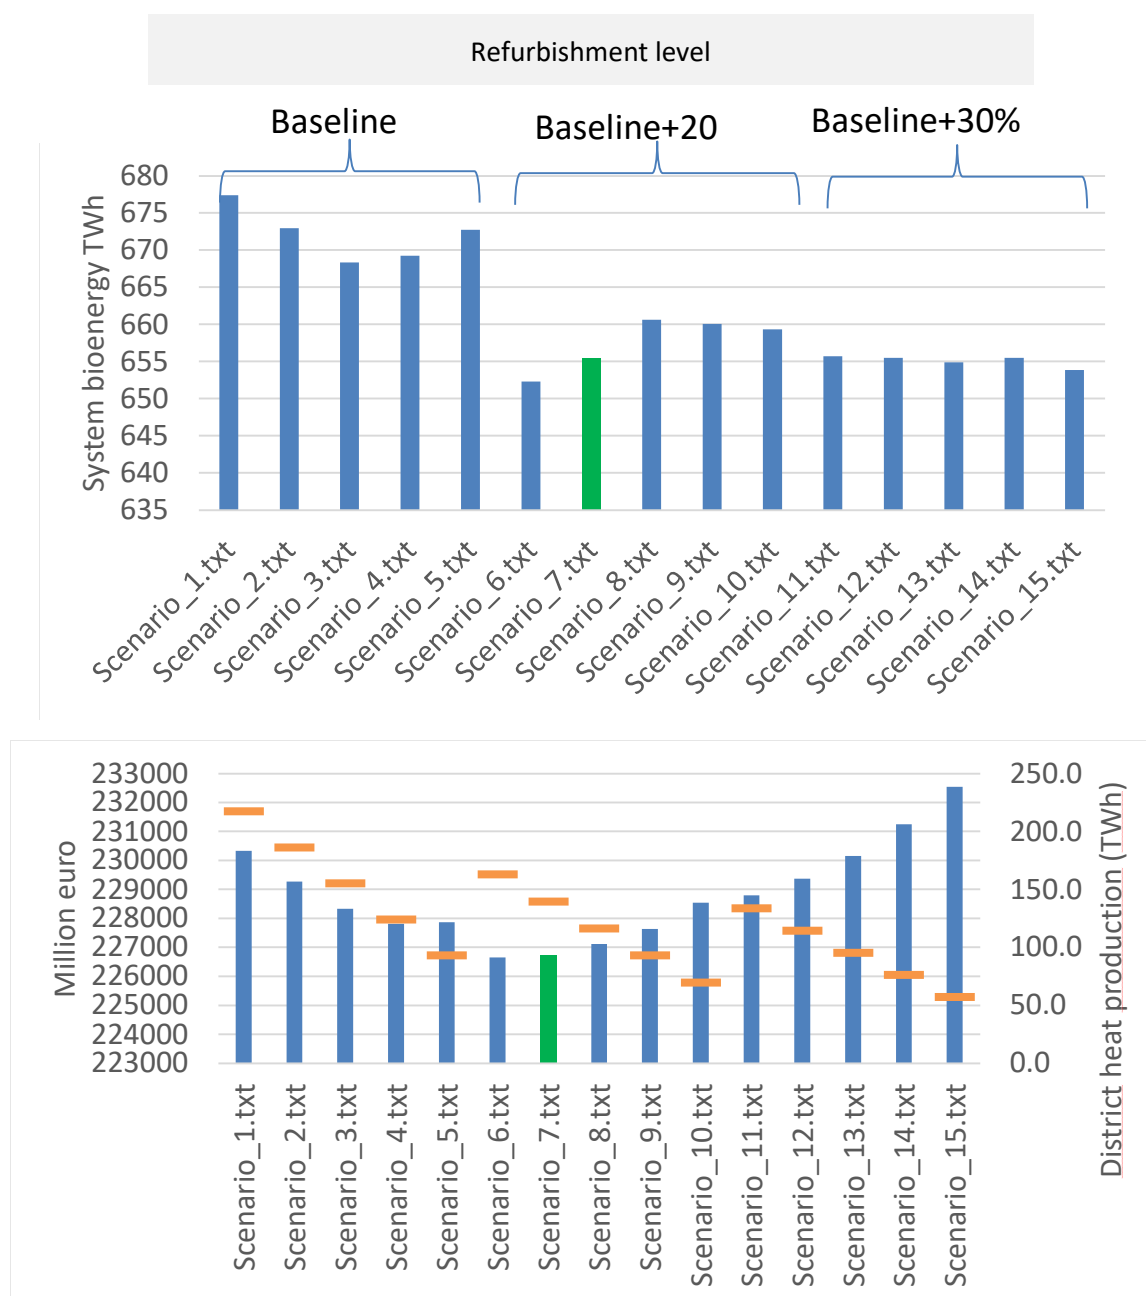 Refurbishment level
Baseline
Baseline+20
Baseline+30%
System bioenergy TWh
680
675
670
665
660
655
650
645
640
635
Scenario_1.txt
Scenario_2.txt
Scenario_3.txt
Scenario_4.txt
Scenario_5.txt
Scenario_6.txt
Scenario_7.txt
Scenario_8.txt
Scenario_9.txt
Scenario_10.txt
Scenario_11.txt
Scenario_12.txt
Scenario_13.txt
Scenario_14.txt
Scenario_15.txt
Million euro
233000
232000
231000
230000
229000
228000
227000
226000
225000
224000
223000
250.0
200.0
150.0
100.0
50.0
0.0
District heat production (TWh)
Scenario_1.txt
Scenario_2.txt
Scenario_3.txt
Scenario_4.txt
Scenario_5.txt
Scenario_6.txt
Scenario_7.txt
Scenario_8.txt
Scenario_9.txt
Scenario_10.txt
Scenario_11.txt
Scenario_12.txt
Scenario_13.txt
Scenario_14.txt
Scenario_15.txt